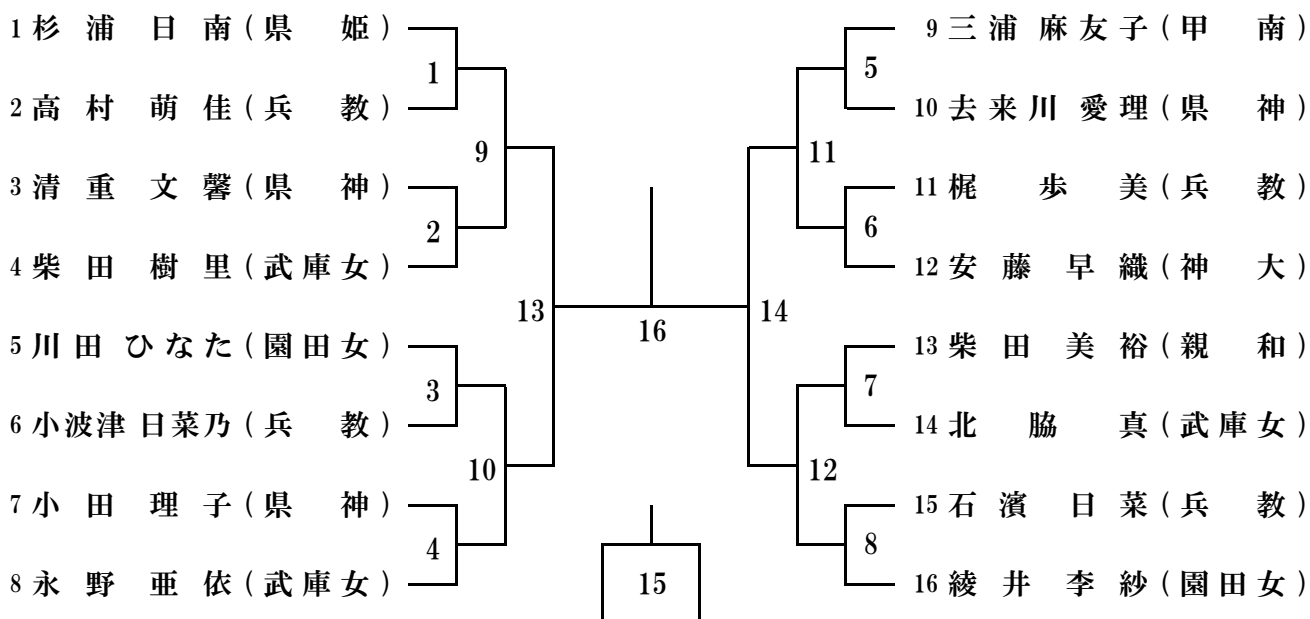 1 杉浦日南(県姫)
2 高村萌佳(兵教)
3 清重文馨(県神)
4 柴田樹里(武庫女)
5 川田ひなた(園田女)
6 小波津日菜乃(兵教)
7 小田理子(県神)
8 永野亜依(武庫女)
1
2
3
4
9
10
13
16
15
14
11
12
5
6
7
8
9 三浦麻友子(甲南)
10 去来川愛理(県神)
11 梶歩美(兵教)
12 安藤早織(神大)
13 柴田美裕(親和)
14 北脇真(武庫女)
15 石濱日菜(兵教)
16 綾井李紗(園田女)